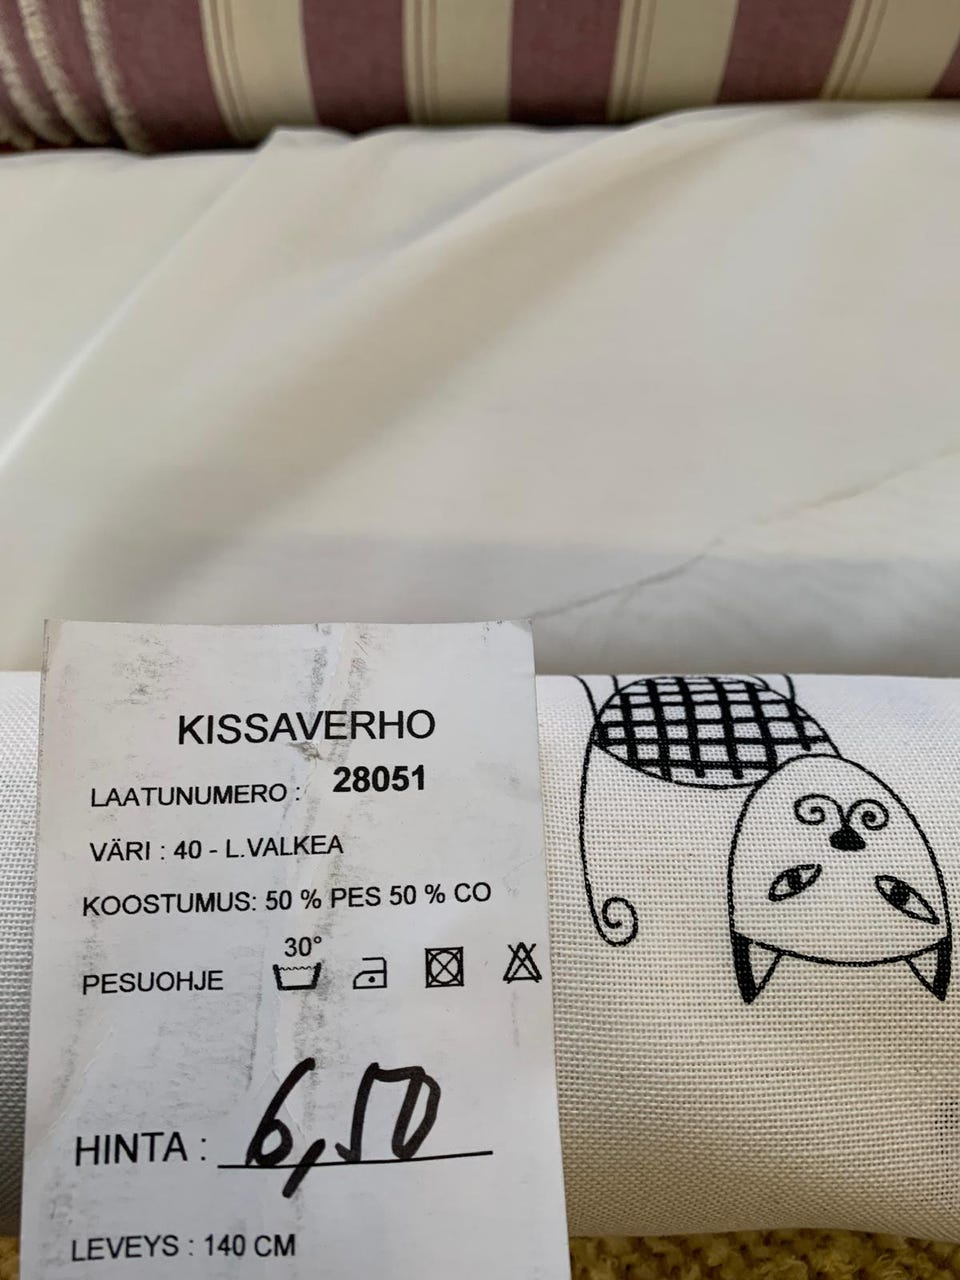 KISSAVERHO
LAATUNUMERO : 28051
VÄRI : 40 - L.VALKEA
KOOSTUMUS: 50 % PES 50 % CO
30°
PESUOHJE
HINTA : 6,50
LEVEYS : 140 CM